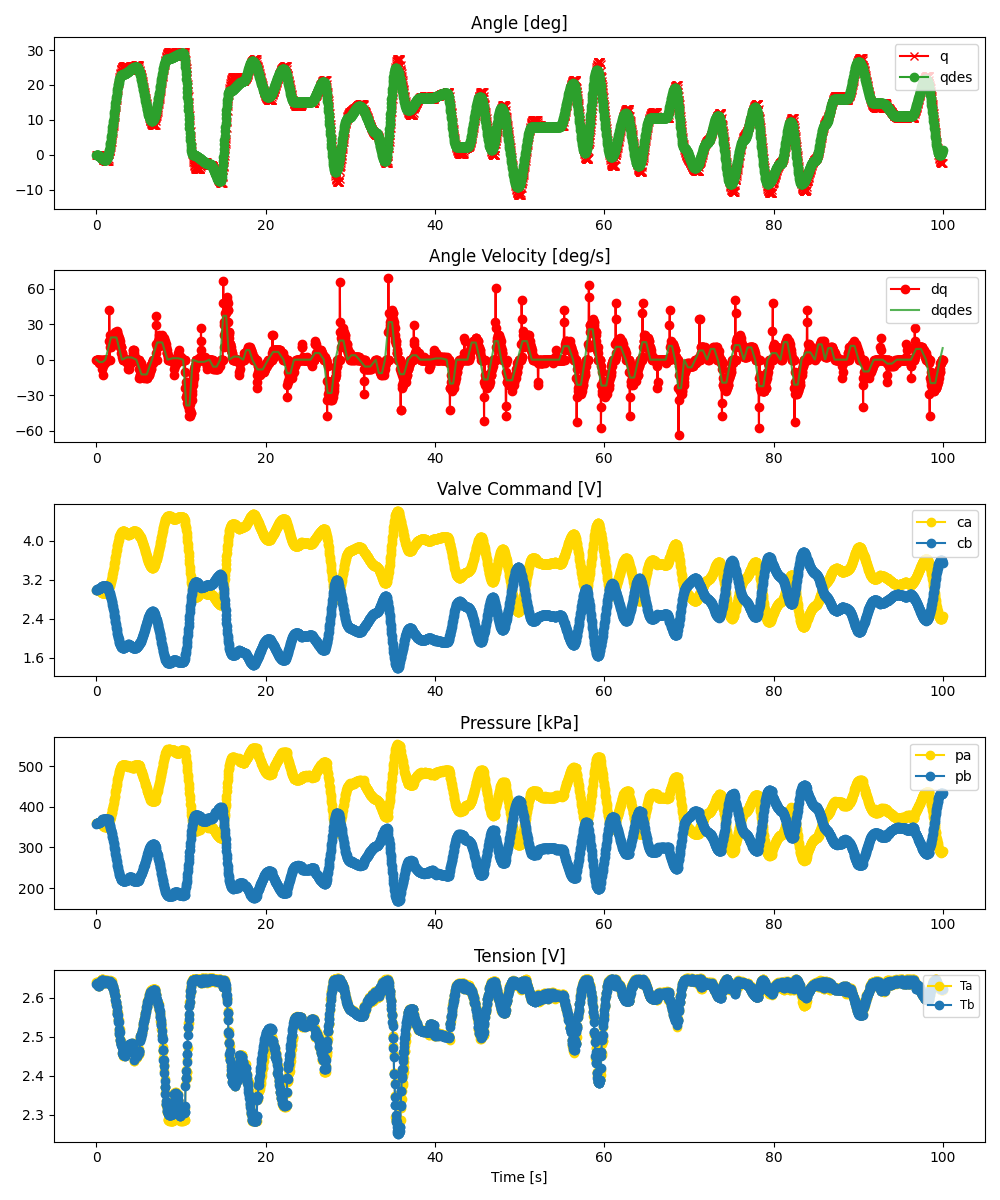 Angle [deg]
30
20
10
0
−10
q
qdes
0 20 40 60 80 100
Angle Velocity [deg/s]
60
30
0
−30
−60
dq
dqdes
0 20 40 60 80 100
Valve Command [V]
4.0
3.2
2.4
1.6
ca
cb
0 20 40 60 80 100
Pressure [kPa]
500
400
300
200
pa
pb
0 20 40 60 80 100
Tension [V]
2.6
2.5
2.4
2.3
Ta
Tb
0 20 40 60 80 100
Time [s]